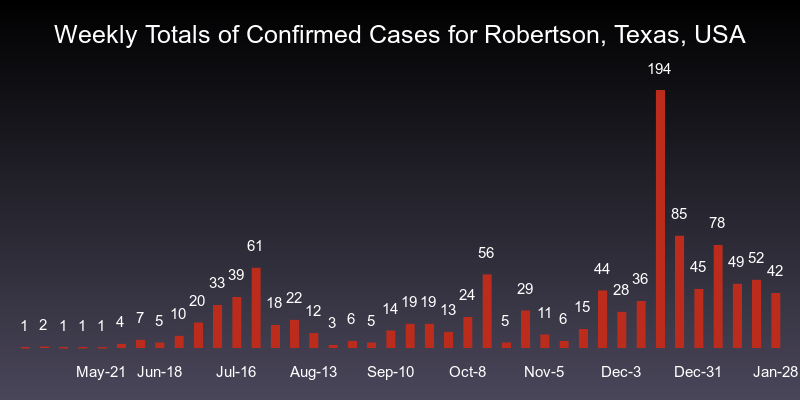 Weekly Totals of Confirmed Cases for Robertson, Texas, USA
1 2 1 1 1 4 7 5 10 20 33 39 61 18 22 12 3 6 5 14 19 19 13 24 56 5 29 11 6 15 44 28 36 194 85 45 78 49 52 42
May-21 Jun-18 Jul-16 Aug-13 Sep-10 Oct-8 Nov-5 Dec-3 Dec-31 Jan-28